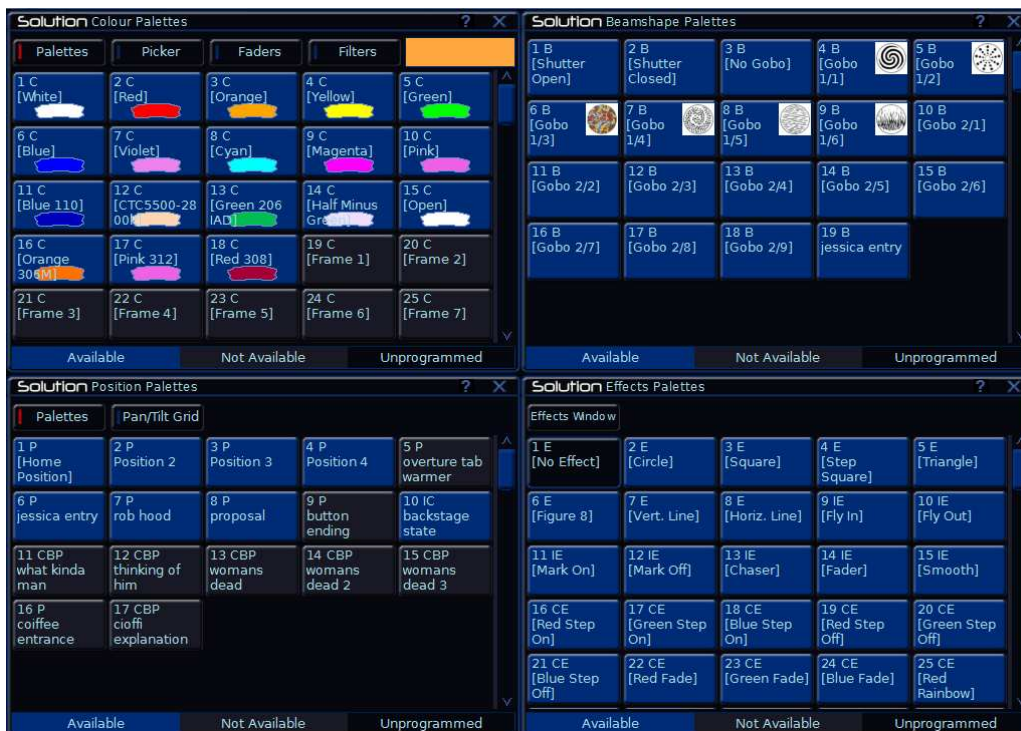 Solution Colour Palettes ? X
Palettes Picker Faders Filters
1 C
[White]
2 C
[Red]
3 C
[Orange]
4 C
[Yellow]
5 C
[Green]
6 C
[Blue]
7 C
[Violet]
8 C
[Cyan]
9 C
[Magenta]
10 C
[Pink]
11 C
[Blue 110]
12 C
[CTC5500-28
13 C
[Green 206
IAD]
14 C
[Half Minus
Green]
15 C
[Open]
16 C
[Orange
306M]
17 C
[Pink 312]
18 C
[Red 308]
19 C
[Frame 1]
20 C
[Frame 2]
21 C
[Frame 3]
22 C
[Frame 4]
23 C
[Frame 5]
24 C
[Frame 6]
25 C
[Frame 7]
Available Not Available Unprogrammed
Solution Beamshape Palettes ? X
1 B
[Shutter
Open]
2 B
[Shutter
Closed]
3 B
[No Gobo]
4 B
[Gobo
1/1]
5 B
[Gobo
1/2]
6 B
[Gobo
1/3]
7 B
[Gobo
1/4]
8 B
[Gobo
1/5]
9 B
[Gobo
1/6]
10 B
[Gobo 2/1]
11 B
[Gobo 2/2]
12 B
[Gobo 2/3]
13 B
[Gobo 2/4]
14 B
[Gobo 2/5]
15 B
[Gobo 2/6]
16 B
[Gobo 2/7]
17 B
[Gobo 2/8]
18 B
[Gobo 2/9]
19 B
jessica entry
Available Not Available Unprogrammed
Solution Position Palettes ? X
Palettes Pan/Tilt Grid
1 P
[Home
Position]
2 P
Position 2
3 P
Position 3
4 P
Position 4
5 P
overture tab
warmer
6 P
jessica entry
7 P
rob hood
8 P
proposal
9 P
button
ending
10 IC
backstage
state
11 CBP
what kinda
man
12 CBP
thinking of
him
13 CBP
womans
dead
14 CBP
womans
dead 2
15 CBP
womans
dead 3
16 P
coiffee
entrance
17 CBP
cioffi
explanation
Available Not Available Unprogrammed
Solution Effects Palettes ? X
Effects Window
1 E
[No Effect]
2 E
[Circle]
3 E
[Square]
4 E
[Step
Square]
5 E
[Triangle]
6 E
[Figure 8]
7 E
[Vert. Line]
8 E
[Horiz. Line]
9 IE
[Fly In]
10 IE
[Fly Out]
11 IE
[Mark On]
12 IE
[Mark Off]
13 IE
[Chaser]
14 IE
[Fader]
15 IE
[Smooth]
16 CE
[Red Step
On]
17 CE
[Green Step
On]
18 CE
[Blue Step
On]
19 CE
[Red Step
Off]
20 CE
[Green Step
Off]
21 CE
[Blue Step
Off]
22 CE
[Red Fade]
23 CE
[Green Fade]
24 CE
[Blue Fade]
25 CE
[Red
Rainbow]
Available Not Available Unprogrammed